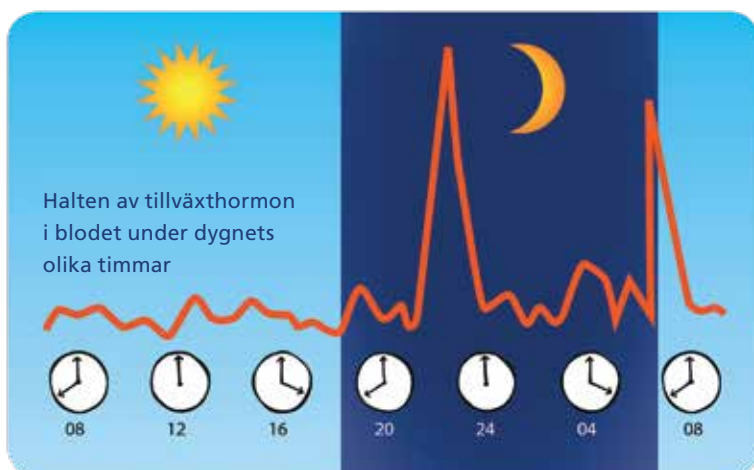 Halten av tillväxthormon
i blodet under dygnets
olika timmar
08 12 16 20 24 04 08